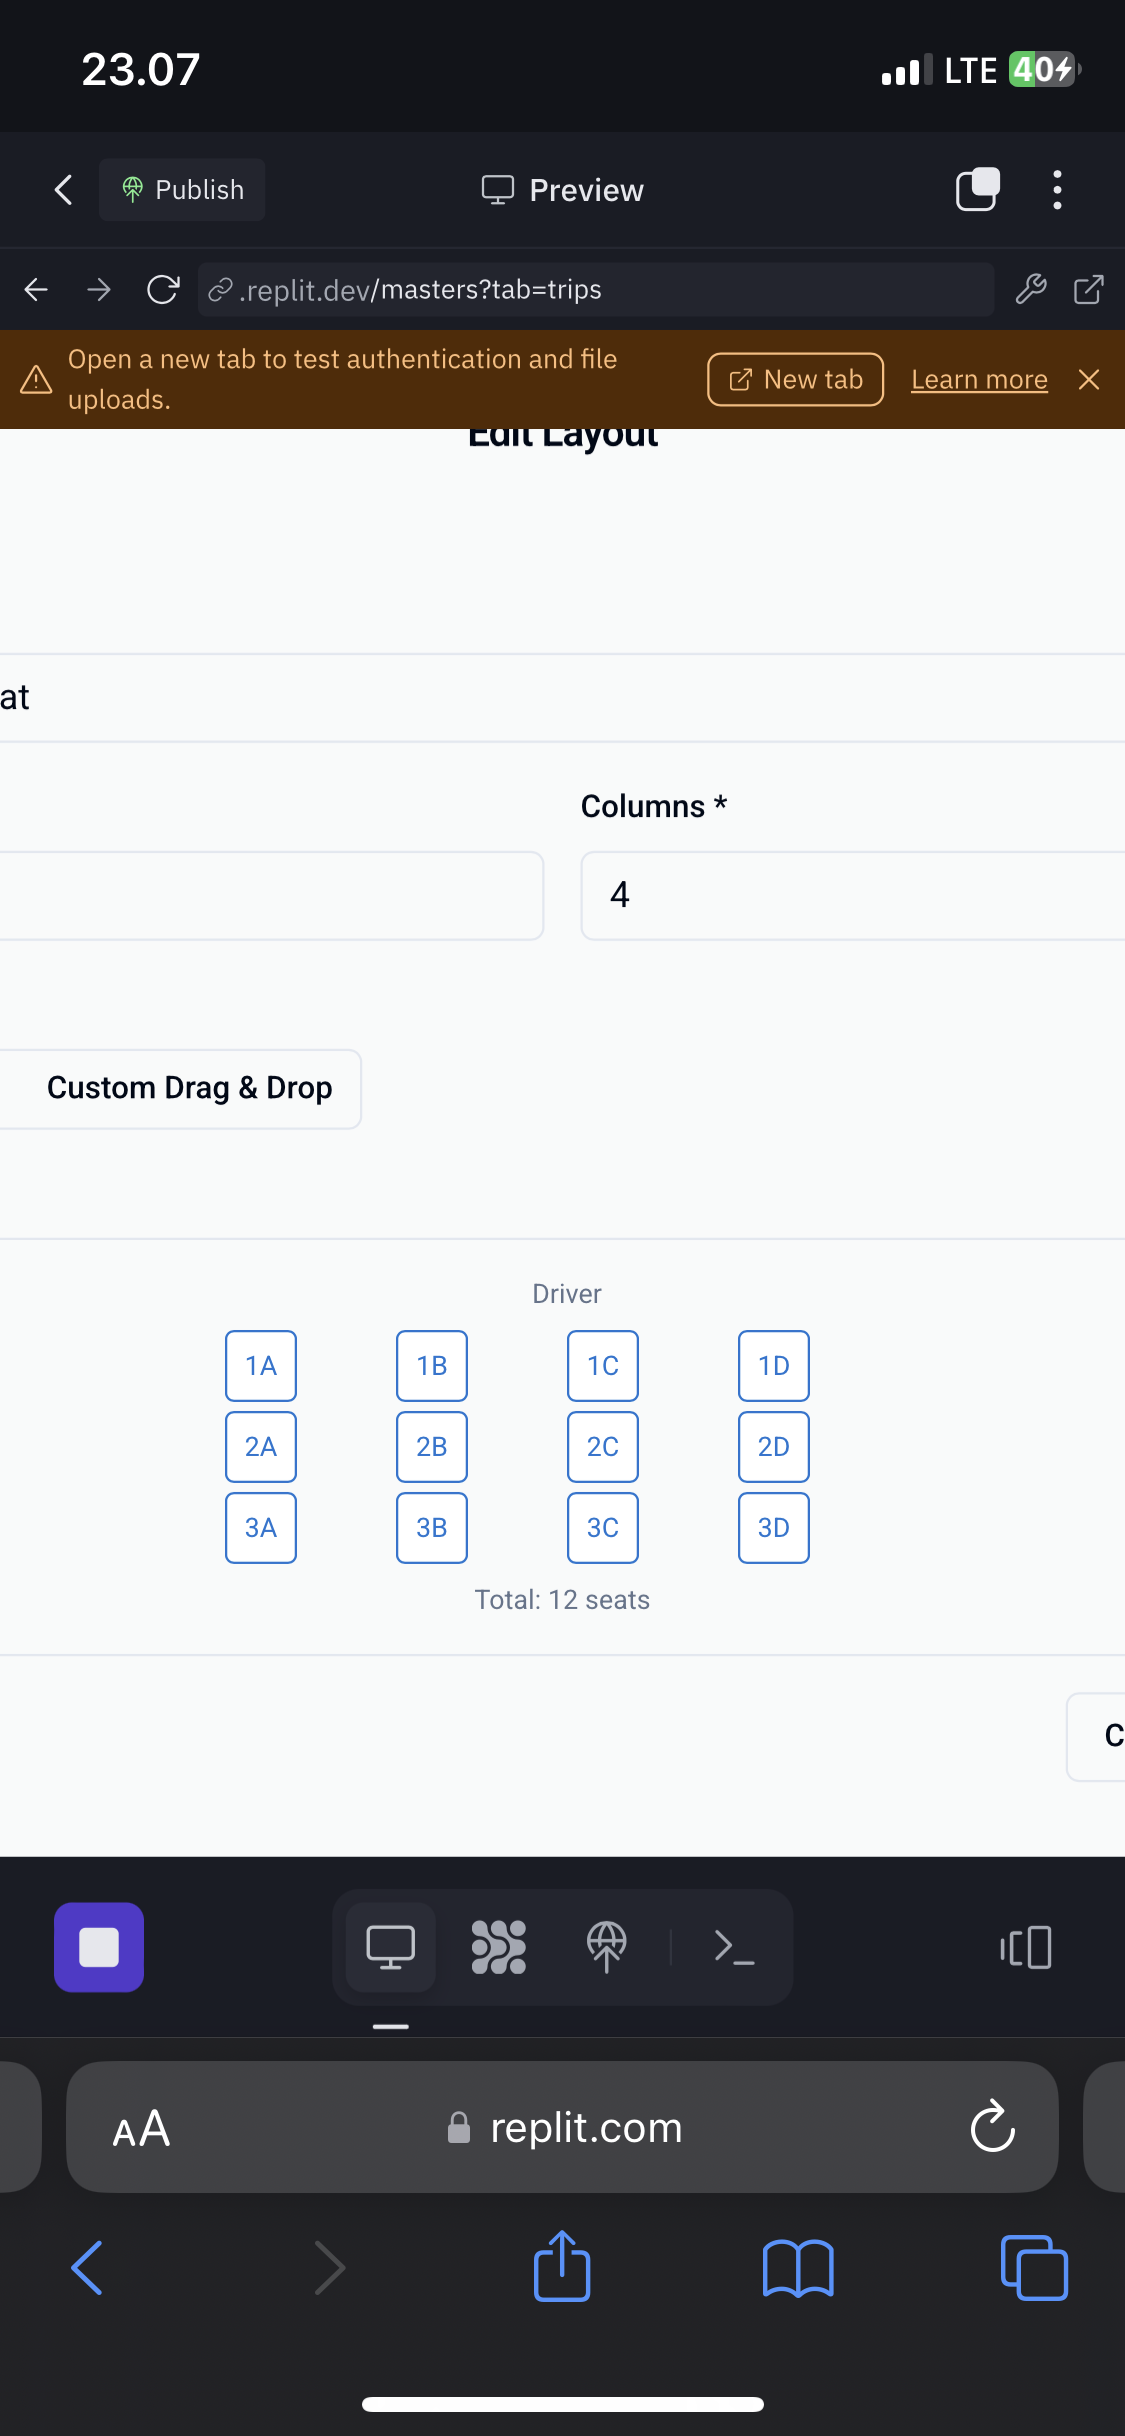 23.07
LTE 40
Publish
Preview
.replit.dev/masters?tab=trips
Open a new tab to test authentication and file
uploads.
New tab
Learn more
Edit Layout
at
Columns *
4
Custom Drag & Drop
Driver
1A 1B 1C 1D
2A 2B 2C 2D
3A 3B 3C 3D
Total: 12 seats
C
AA
replit.com